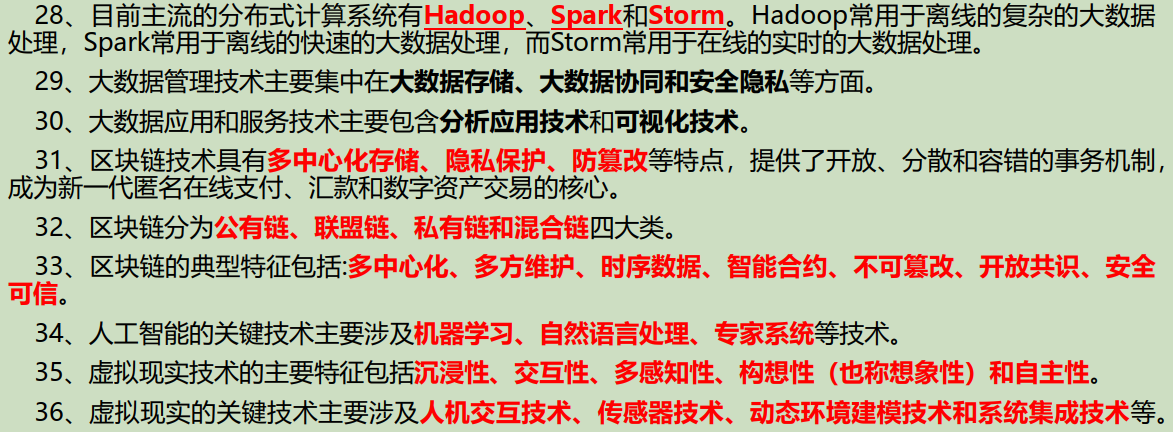 28、目前主流的分布式计算系统有Hadoop、Spark和Storm。Hadoop常用于离线的复杂的大数据
处理，Spark常用于离线的快速的大数据处理，而Storm常用于在线的实时的大数据处理。
29、大数据管理技术主要集中在大数据存储、大数据协同和安全隐私等方面。
30、大数据应用和服务技术主要包含分析应用技术和可视化技术。
31、区块链技术具有多中心化存储、隐私保护、防篡改等特点，提供了开放、分散和容错的事务机制，
成为新一代匿名在线支付、汇款和数字资产交易的核心。
32、区块链分为公有链、联盟链、私有链和混合链四大类。
33、区块链的典型特征包括:多中心化、多方维护、时序数据、智能合约、不可篡改、开放共识、安全
可信。
34、人工智能的关键技术主要涉及机器学习、自然语言处理、专家系统等技术。
35、虚拟现实技术的主要特征包括沉浸性、交互性、多感知性、构想性（也称想象性）和自主性。
36、虚拟现实的关键技术主要涉及人机交互技术、传感器技术、动态环境建模技术和系统集成技术等。